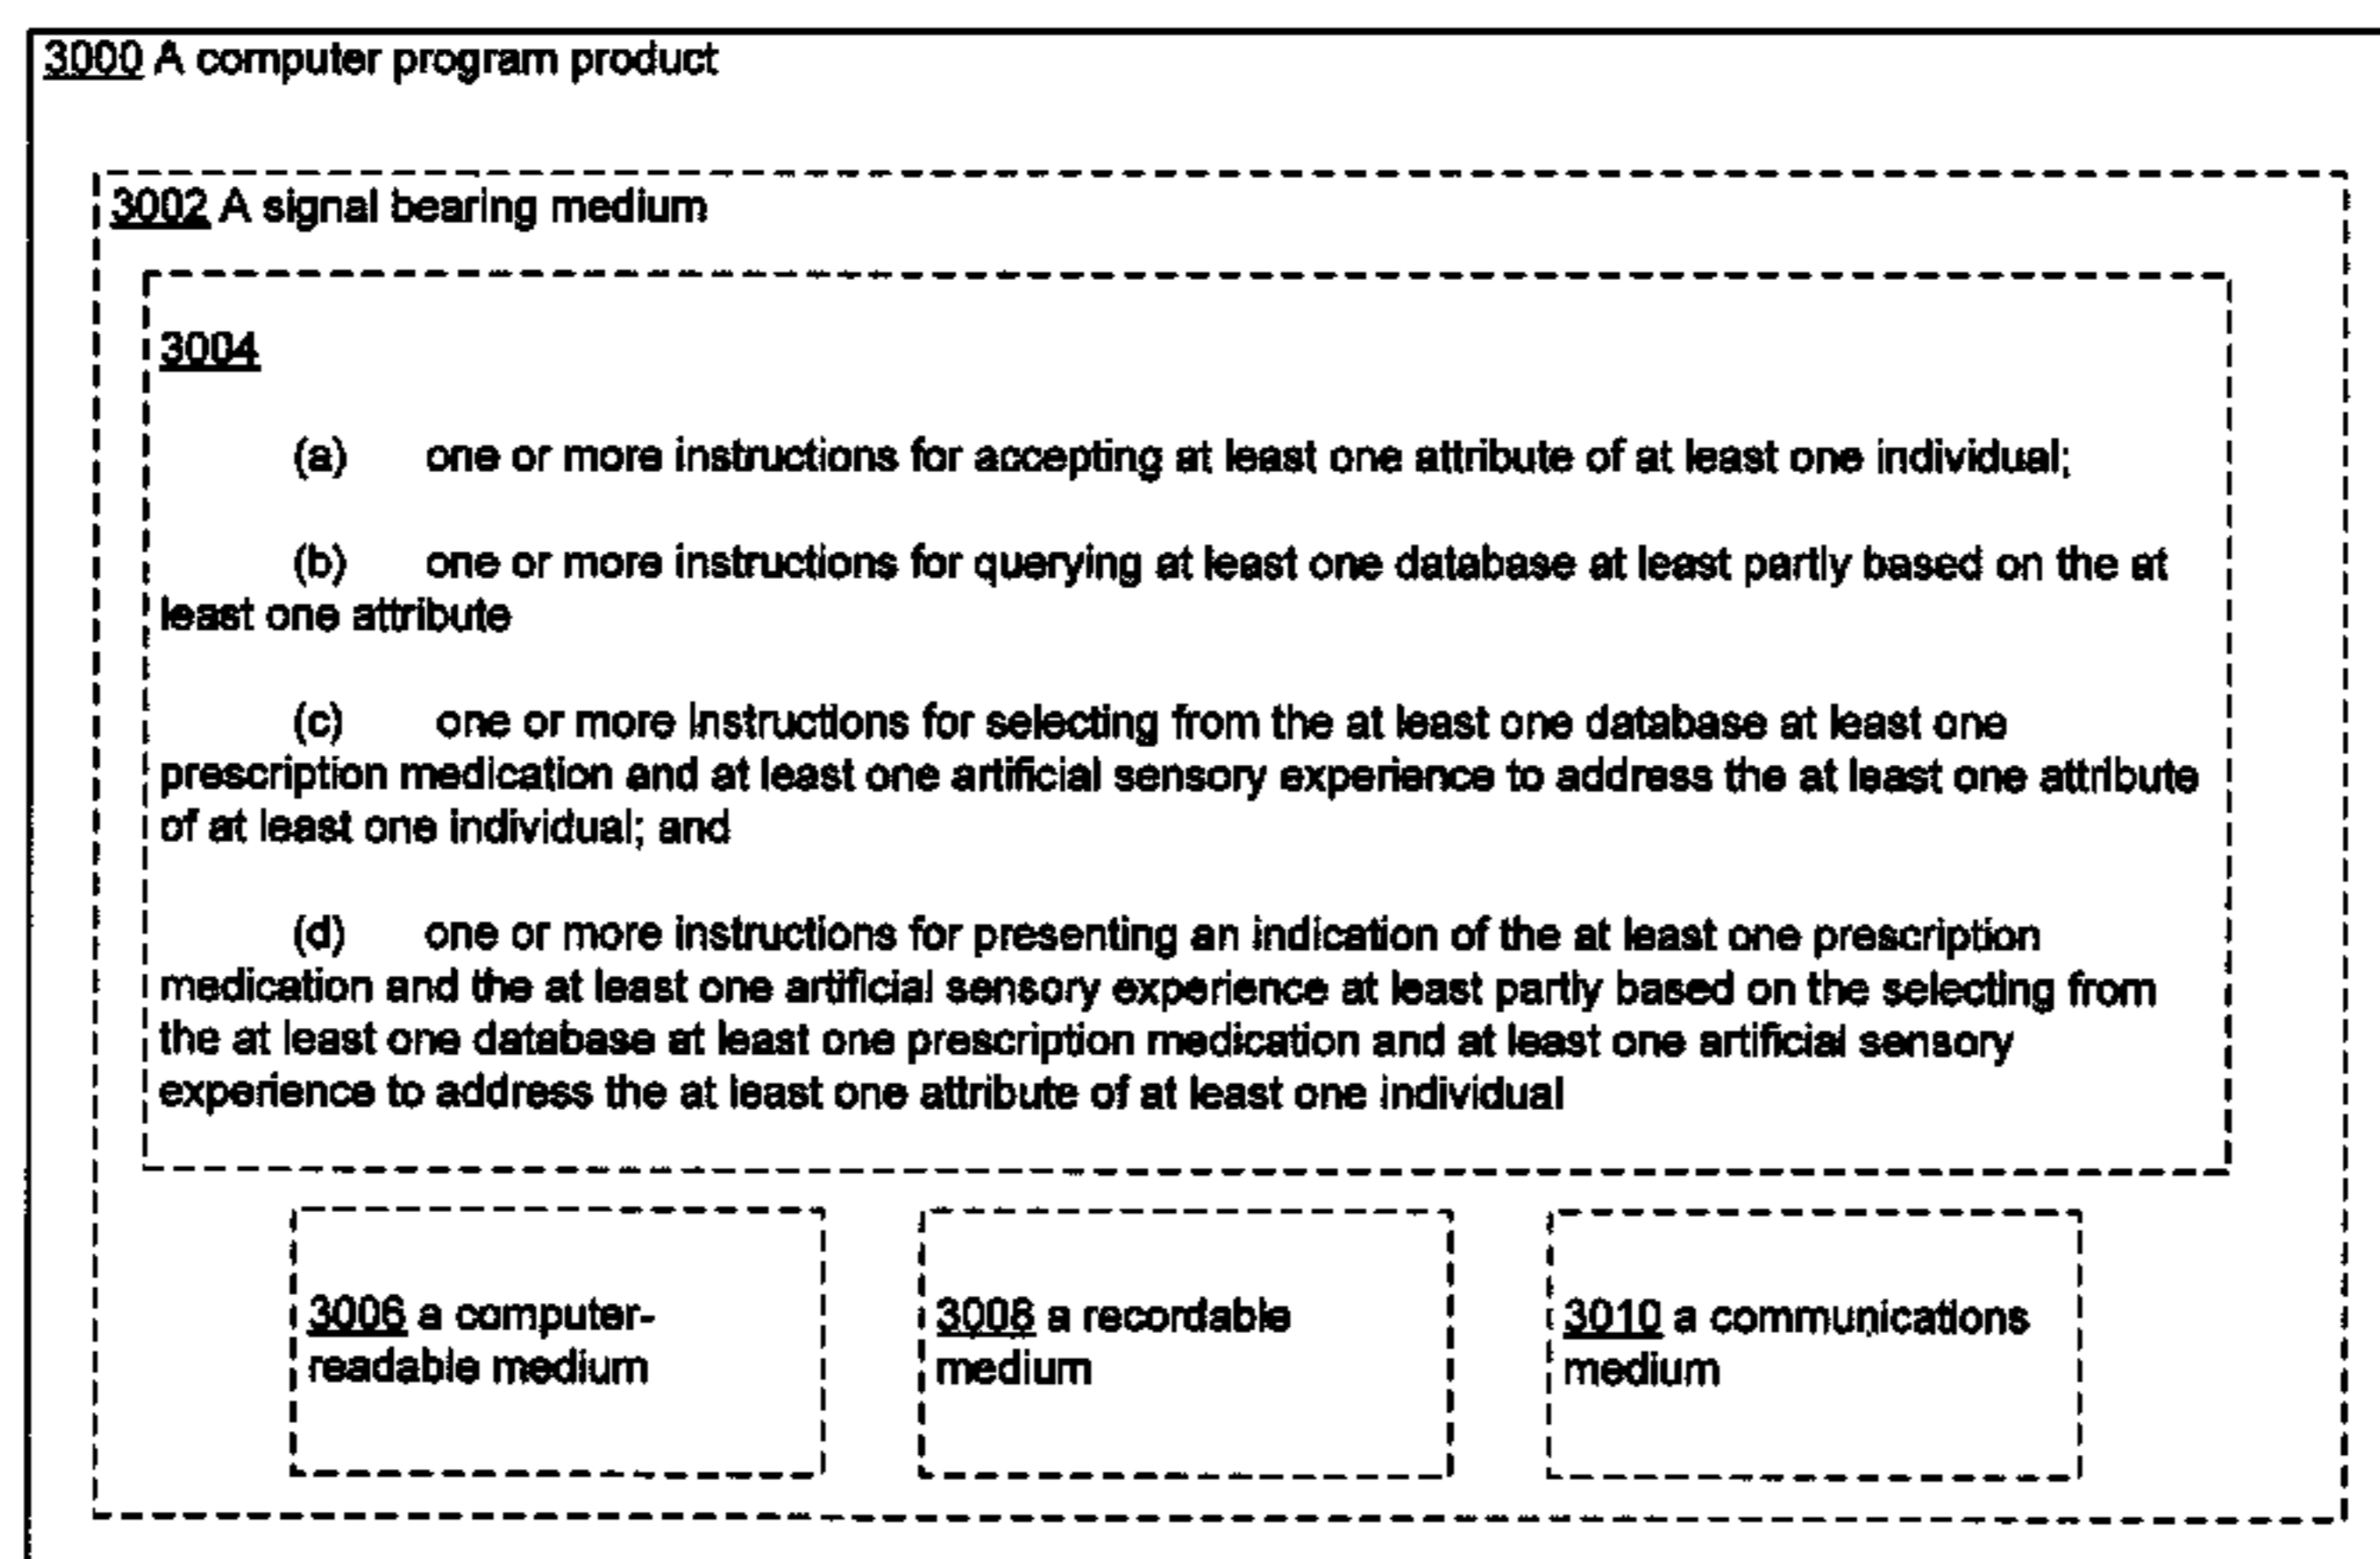 3000 A computer program product
3002 A signal bearing medium
3004
(a) one or more instructions for accepting at least one attribute of at least one individual;
(b) one or more instructions for querying at least one database at least partly based on the at
least one attribute
(c) one or more instructions for selecting from the at least one database at least one
prescription medication and at least one artificial sensory experience to address the at least one attribute
of at least one individual; and
(d) one or more instructions for presenting an indication of the at least one prescription
medication and the at least one artificial sensory experience at least partly based on the selecting from
the at least one database at least one prescription medication and at least one artificial sensory
experience to address the at least one attribute of at least one individual
3006 a computer-
readable medium
3008 a recordable
medium
3010 a communications
medium